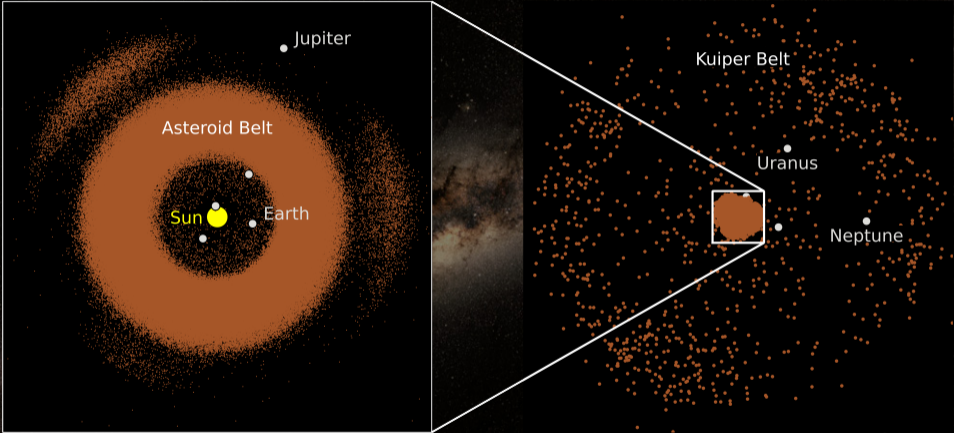 Jupiter
Asteroid Belt
Sun
Earth
Kuiper Belt
Uranus
Neptune